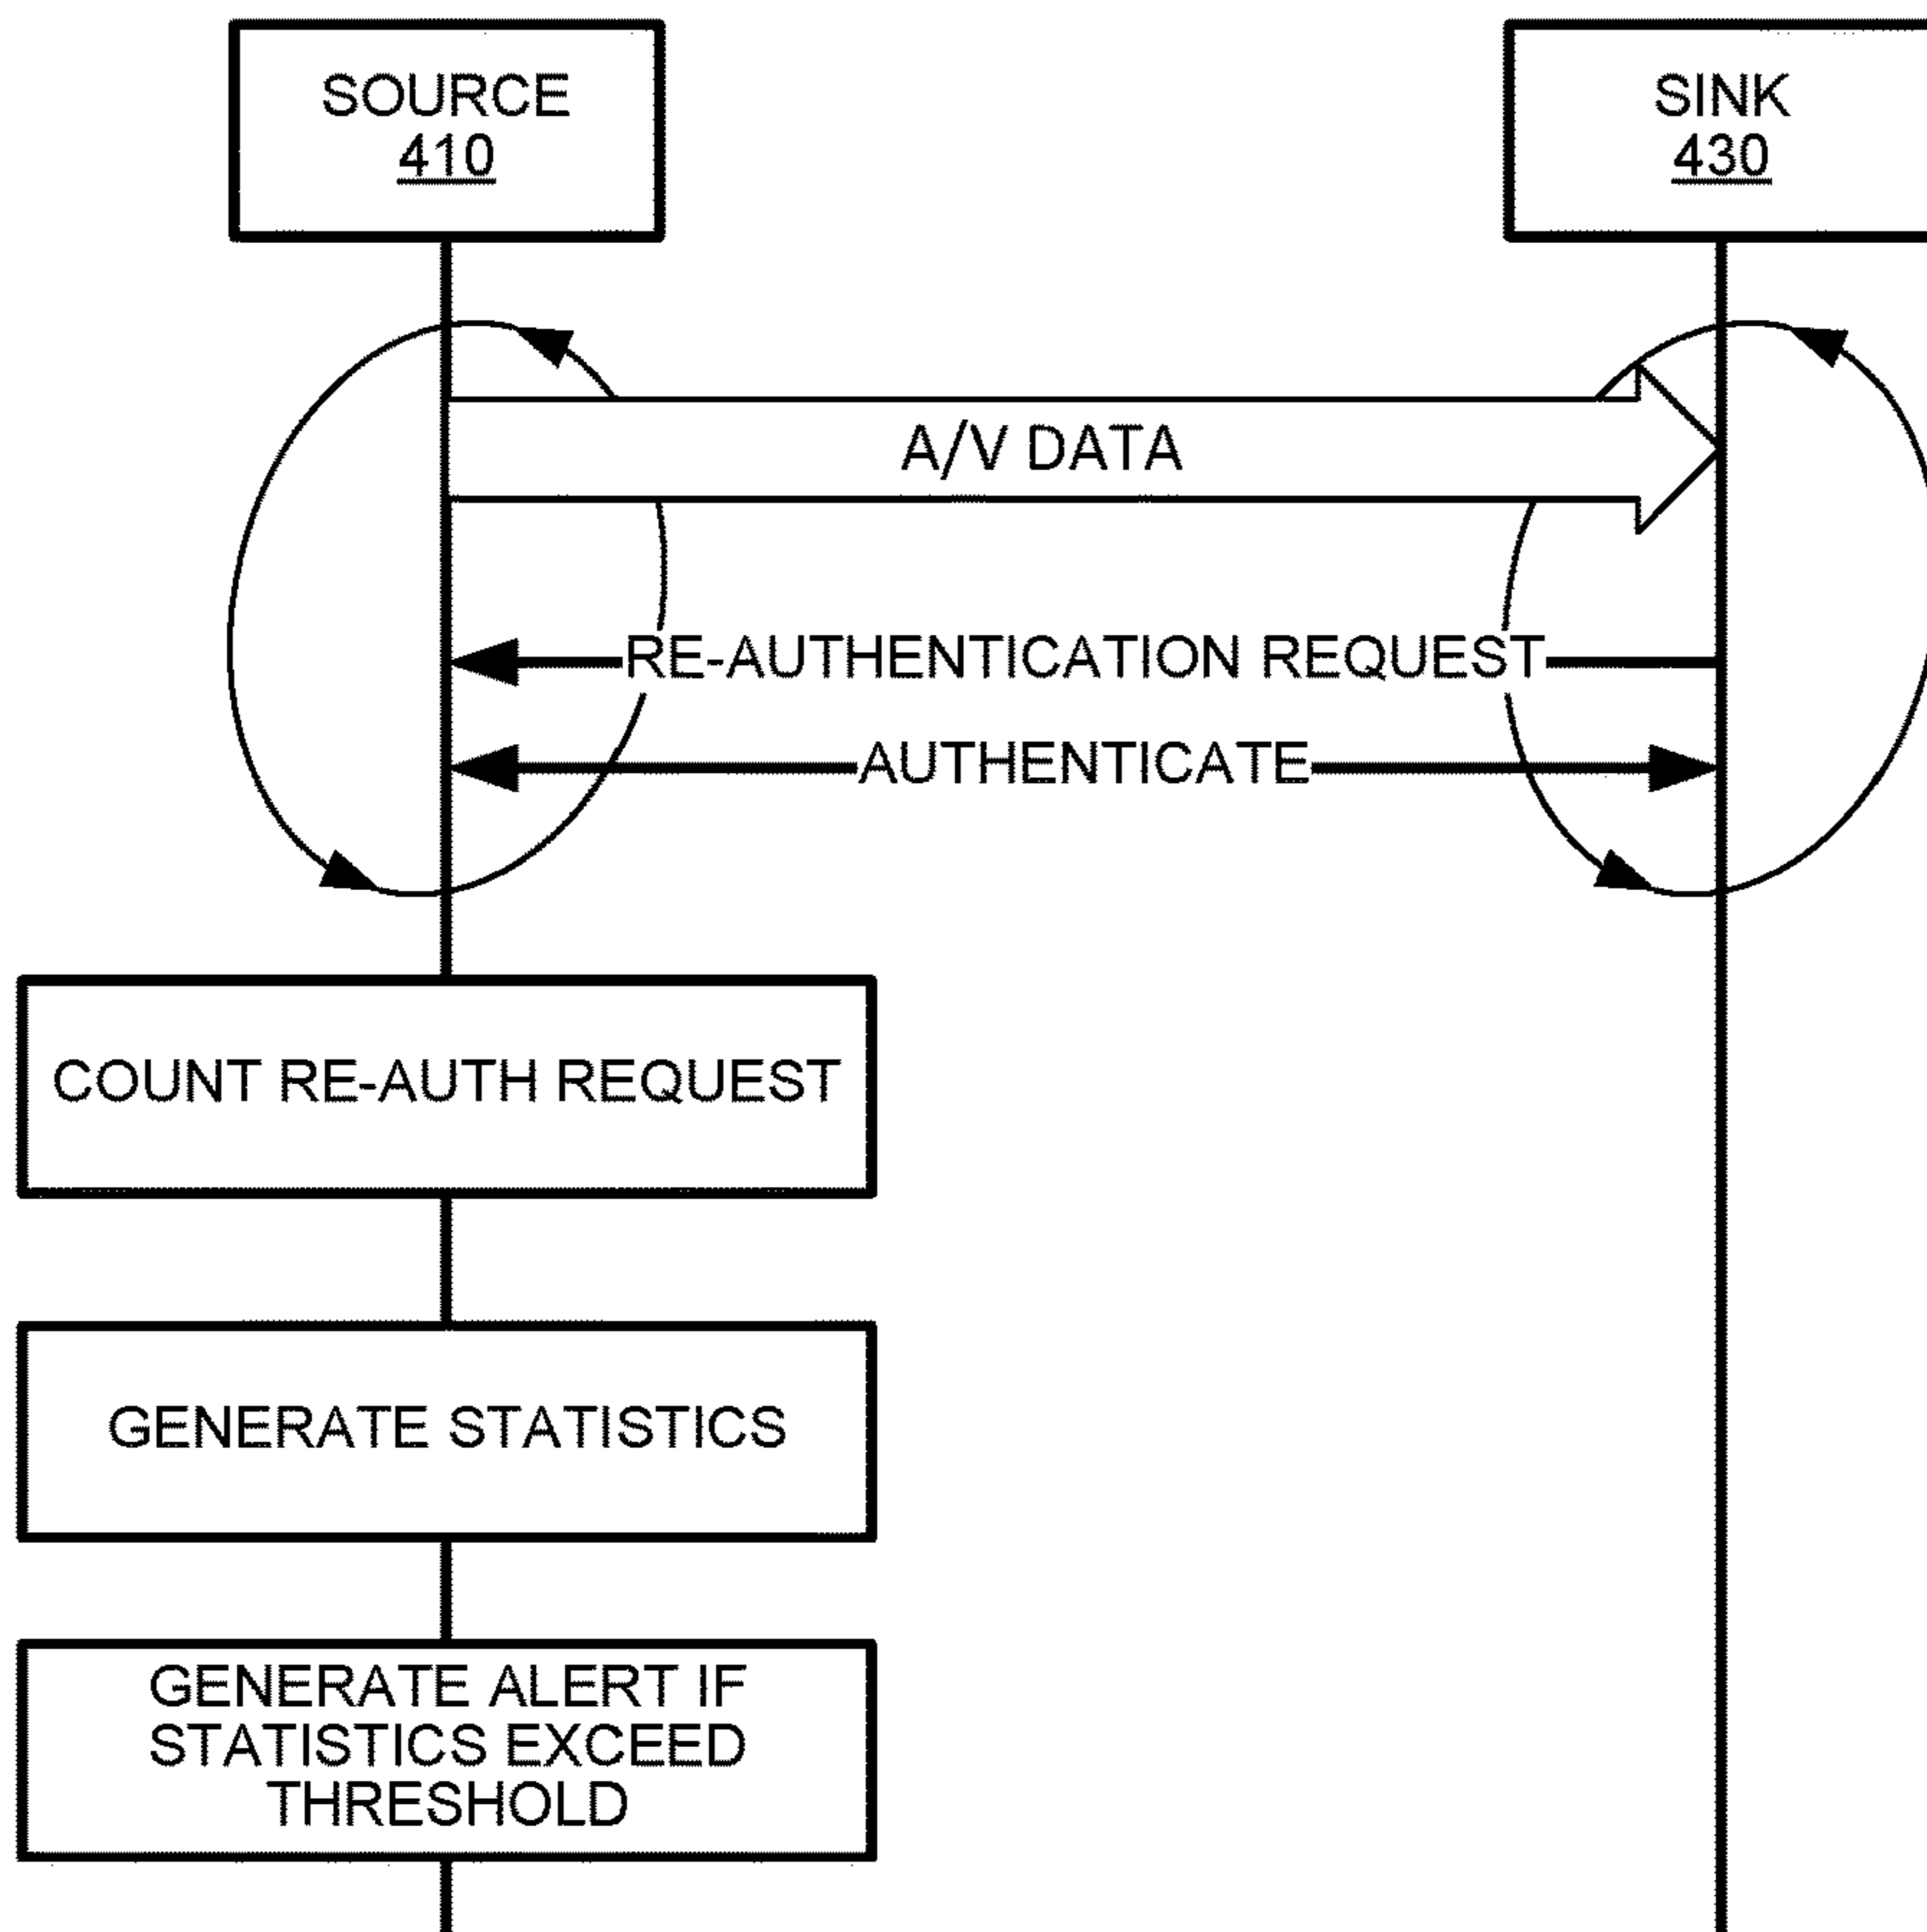 SOURCE
410
SINK
430
A/V DATA
RE-AUTHENTICATION REQUEST
AUTHENTICATE
COUNT RE-AUTH REQUEST
GENERATE STATISTICS
GENERATE ALERT IF
STATISTICS EXCEED
THRESHOLD